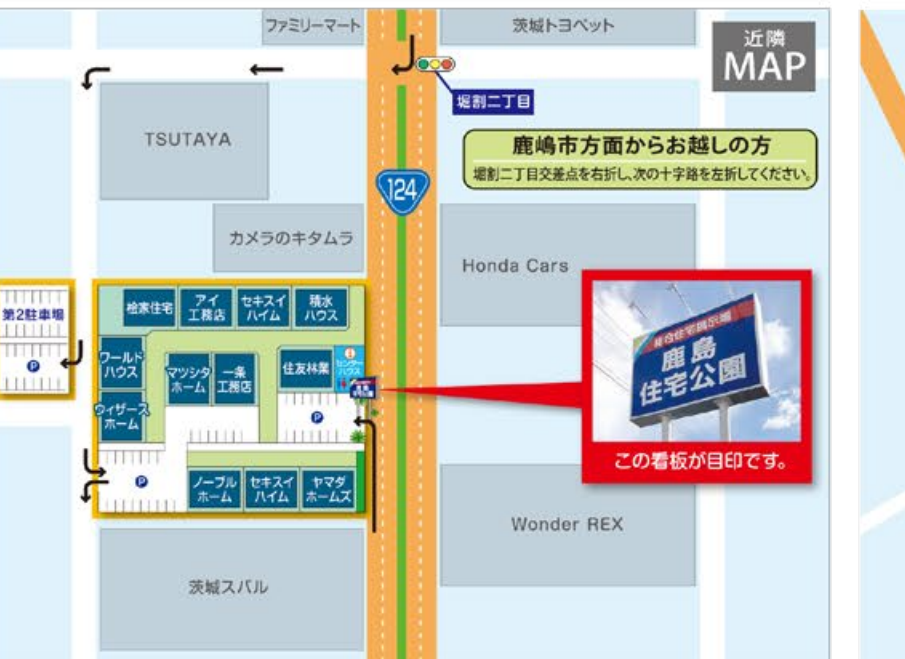 ファミリーマート
茨城トヨペット
近隣
MAP
堀割二丁目
TSUTAYA
鹿嶋市方面からお越しの方
堀割二丁目交差点を右折し、次の十字路を左折してください。
124
カメラのキタムラ
Honda Cars
第2駐車場
P
桧家住宅
アイ
工務店
セキスイ
ハイム
積水
ハウス
ワールド
ハウス
マツシタ
ホーム
一条
工務店
住友林業
センター
ハウス
総合住宅展示場
鹿島
住宅公園
ウィザース
ホーム
P
この看板が目印です。
P
ノーブル
ホーム
セキスイ
ハイム
ヤマダ
ホームズ
Wonder REX
茨城スバル